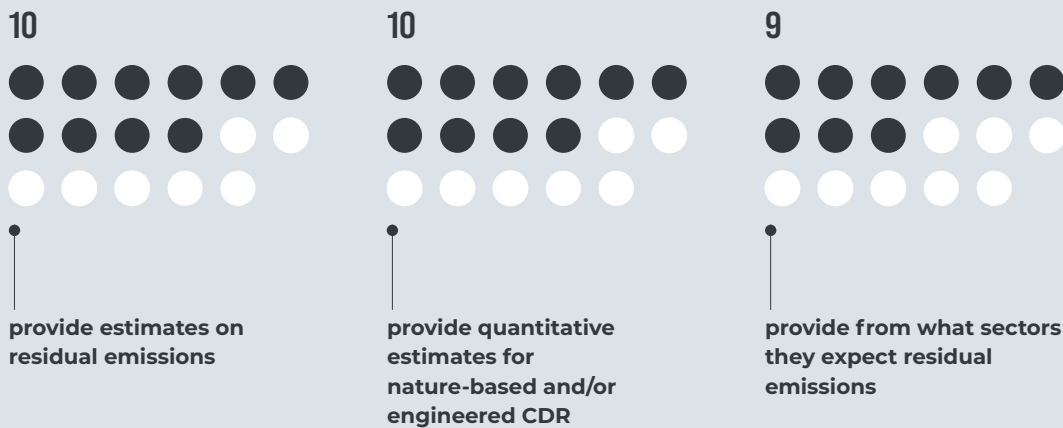 10
provide estimates on
residual emissions
10
provide quantitative
estimates for
nature-based and/or
engineered CDR
9
provide from what sectors
they expect residual
emissions